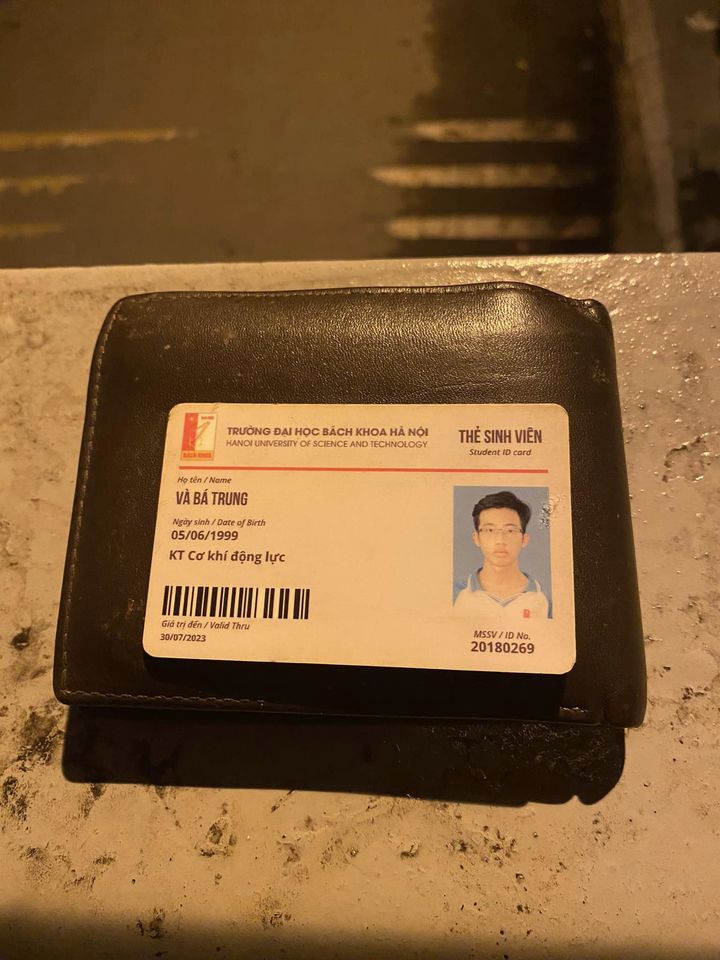 TRƯỜNG ĐẠI HỌC BÁCH KHOA HÀ NỘI
HANOI UNIVERSITY OF SCIENCE AND TECHNOLOGY
THẺ SINH VIÊN
Student ID card
BÁCH KHOA
Họ tên / Name
VÀ BÁ TRUNG
Ngày sinh / Date of Birth
05/06/1999
KT Cơ khí động lực
Giá trị đến / Valid Thru
30/07/2023
MSSV / ID No.
20180269